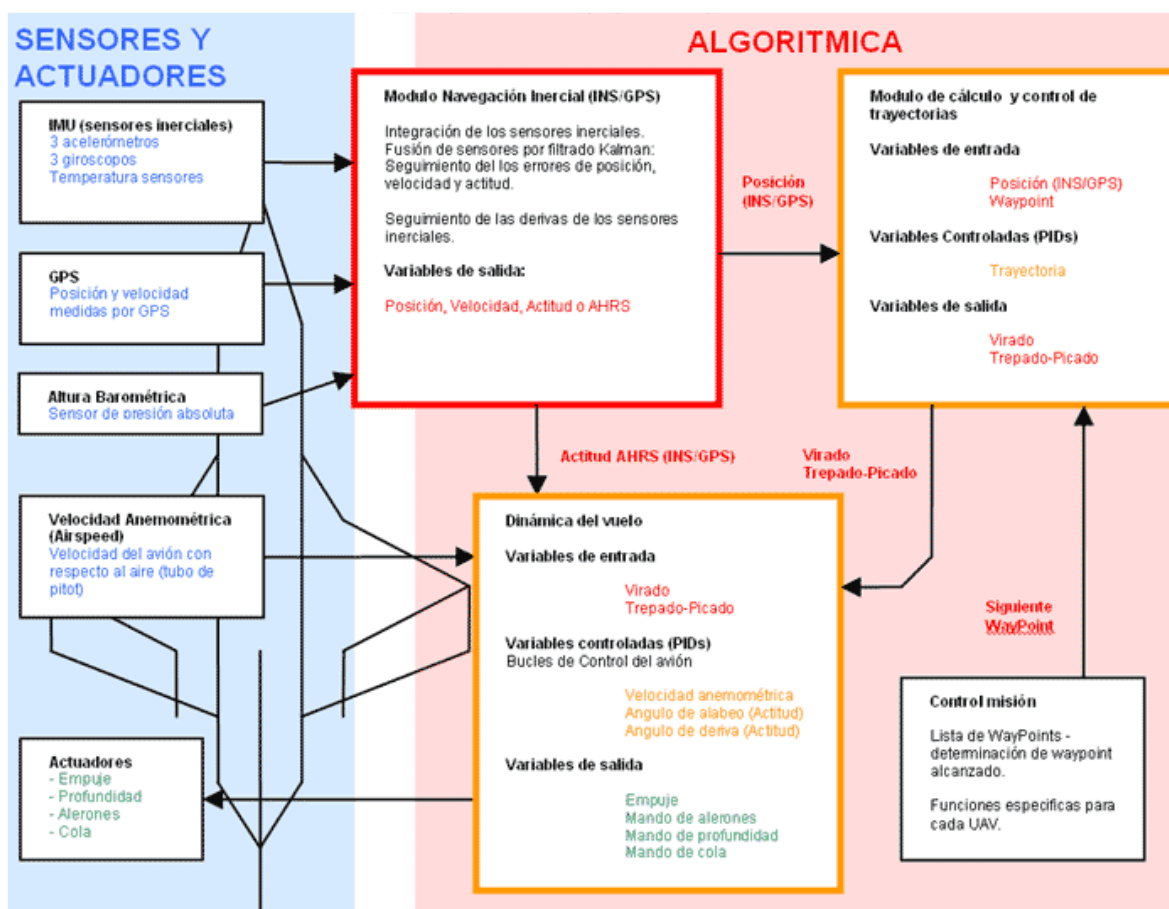 SENSORES Y
ACTUADORES
ALGORITMICA
IMU (sensores inerciales)
3 acelerómetros
3 giroscopos
Temperatura sensores
GPS
Posición y velocidad
medidas por GPS
Altura Barométrica
Sensor de presión absoluta
Velocidad Anemométrica
(Airspeed)
Velocidad del avión con
respecto al aire (tubo de
pitot)
Actuadores
- Empuje
- Profundidad
- Alerones
- Cola
Modulo Navegación Inercial (INS/GPS)
Integración de los sensores inerciales.
Fusión de sensores por filtrado Kalman:
Seguimiento del los errores de posición,
velocidad y actitud.
Seguimiento de las derivas de los sensores
inerciales.
Variables de salida:
Posición, Velocidad, Actitud o AHRS
Posición
(INS/GPS)
Modulo de cálculo y control de
trayectorias
Variables de entrada
Posición (INS/GPS)
Waypoint
Variables Controladas (PIDs)
Trayectoria
Variables de salida
Virado
Trepado-Picado
Actitud AHRS (INS/GPS)
Virado
Trepado-Picado
Dinámica del vuelo
Variables de entrada
Virado
Trepado-Picado
Variables controladas (PIDs)
Bucles de Control del avión
Velocidad anemométrica
Angulo de alabeo (Actitud)
Angulo de deriva (Actitud)
Variables de salida
Empuje
Mando de alerones
Mando de profundidad
Mando de cola
Siguiente
WayPoint
Control misión
Lista de WayPoints -
determinación de waypoint
alcanzado.
Funciones especificas para
cada UAV.